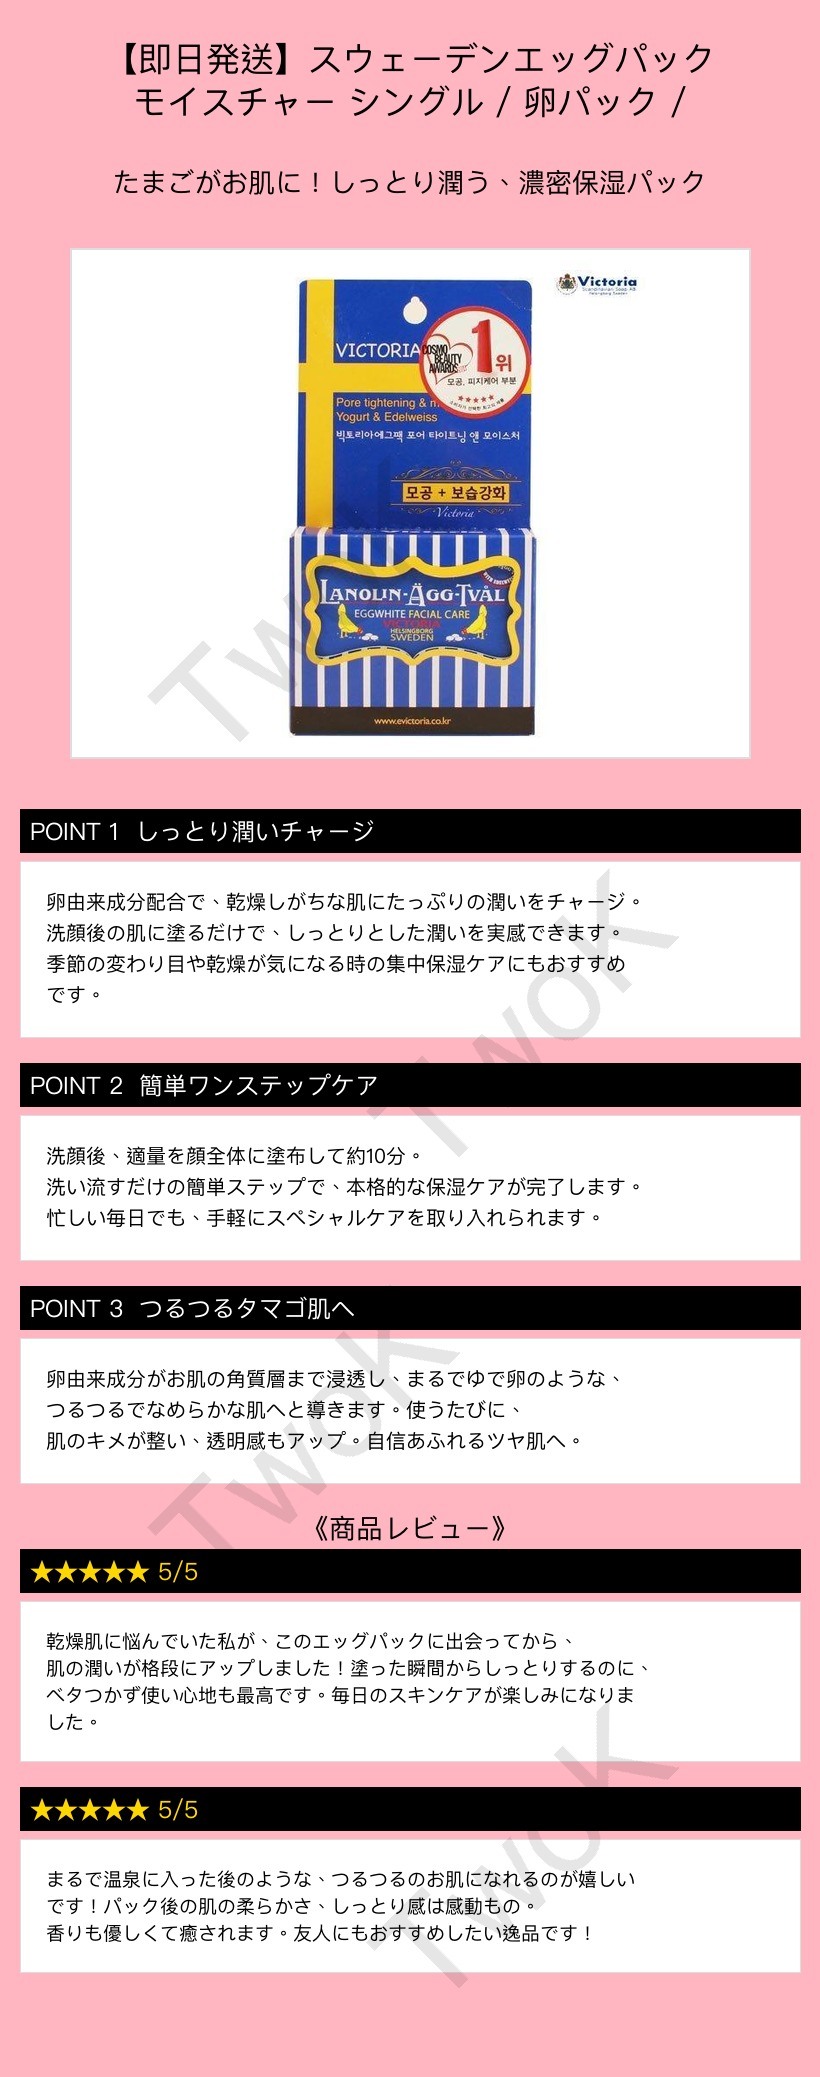 【即日発送】スウェーデンエッグパック
モイスチャー シングル / 卵パック /
たまごがお肌に！しっとり潤う、濃密保湿パック
Victoria
VICTORIA
COSMO
BEAUTY
AWARDS
1위
모공, 피지케어 부분
★★★★★
Pore tightening & m
Yogurt & Edelweiss
빅토리아에그팩 포어 타이트닝 앤 모이스처
모공 + 보습강화
Victoria
LANOLIN-ÄGG-TVÅL
EGGWHITE FACIAL CARE
VICTORIA
HELSINGBORG
SWEDEN
www.evictoria.co.kr
TwoK
POINT 1 しっとり潤いチャージ
卵由来成分配合で、乾燥しがちな肌にたっぷりの潤いをチャージ。
洗顔後の肌に塗るだけで、しっとりとした潤いを実感できます。
季節の変わり目や乾燥が気になる時の集中保湿ケアにもおすすめ
です。
TwoK
POINT 2 簡単ワンステップケア
洗顔後、適量を顔全体に塗布して約10分。
洗い流すだけの簡単ステップで、本格的な保湿ケアが完了します。
忙しい毎日でも、手軽にスペシャルケアを取り入れられます。
POINT 3 つるつるタマゴ肌へ
卵由来成分がお肌の角質層まで浸透し、まるでゆで卵のような、
つるつるでなめらかな肌へと導きます。使うたびに、
肌のキメが整い、透明感もアップ。自信あふれるツヤ肌へ。
TwoK
《商品レビュー》
★★★★★ 5/5
乾燥肌に悩んでいた私が、このエッグパックに出会ってから、
肌の潤いが格段にアップしました！塗った瞬間からしっとりするのに、
ベタつかず使い心地も最高です。毎日のスキンケアが楽しみになりま
した。
★★★★★ 5/5
まるで温泉に入った後のような、つるつるのお肌になれるのが嬉しい
です！パック後の肌の柔らかさ、しっとり感は感動もの。
香りも優しくて癒されます。友人にもおすすめしたい逸品です！
TwoK